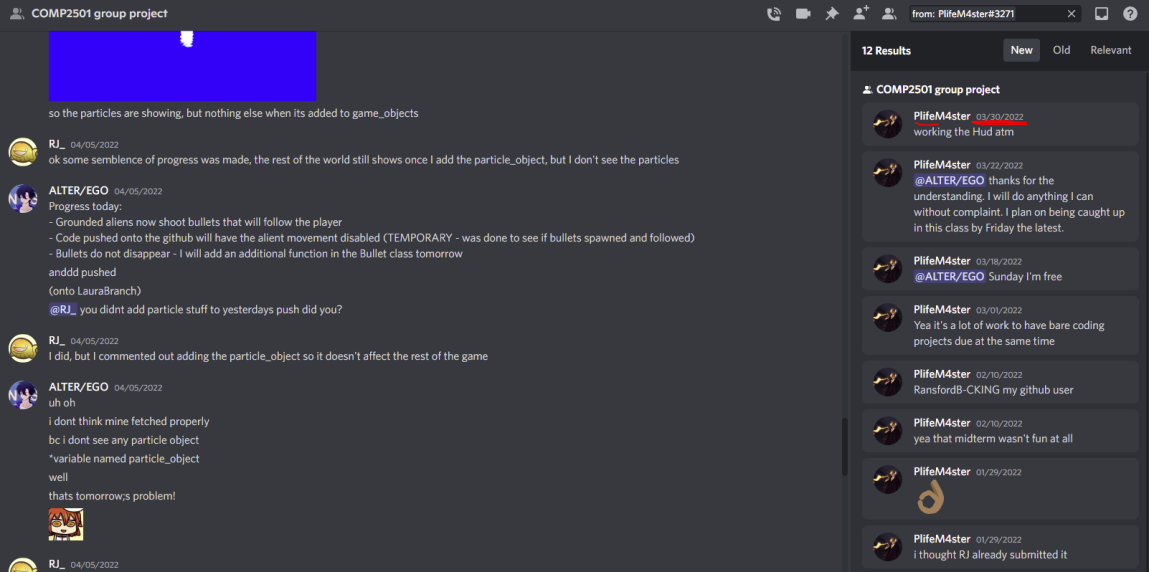 COMP2501 group project
from: PlifeM4ster#3271
so the particles are showing, but nothing else when its added to game_objects
RJ_ 04/05/2022
ok some semblence of progress was made, the rest of the world still shows once I add the particle_object, but I don't see the particles
ALTER/EGO 04/05/2022
Progress today:
- Grounded aliens now shoot bullets that will follow the player
- Code pushed onto the github will have the alient movement disabled (TEMPORARY - was done to see if bullets spawned and followed)
- Bullets do not disappear - I will add an additional function in the Bullet class tomorrow
anddd pushed
(onto LauraBranch)
@RJ_ you didnt add particle stuff to yesterdays push did you?
RJ_ 04/05/2022
I did, but I commented out adding the particle_object so it doesn't affect the rest of the game
ALTER/EGO 04/05/2022
uh oh
i dont think mine fetched properly
bc i dont see any particle object
*variable named particle_object
well
thats tomorrow;s problem!
RJ_ 04/05/2022
12 Results
New
Old
Relevant
COMP2501 group project
PlifeM4ster 03/30/2022
working the Hud atm
PlifeM4ster 03/22/2022
@ALTER/EGO thanks for the
understanding. I will do anything I can
without complaint. I plan on being caught up
in this class by Friday the latest.
PlifeM4ster 03/18/2022
@ALTER/EGO Sunday I'm free
PlifeM4ster 03/01/2022
Yea it's a lot of work to have bare coding
projects due at the same time
PlifeM4ster 02/10/2022
RansfordB-CKING my github user
PlifeM4ster 02/10/2022
yea that midterm wasn't fun at all
PlifeM4ster 01/29/2022
PlifeM4ster 01/29/2022
i thought RJ already submitted it